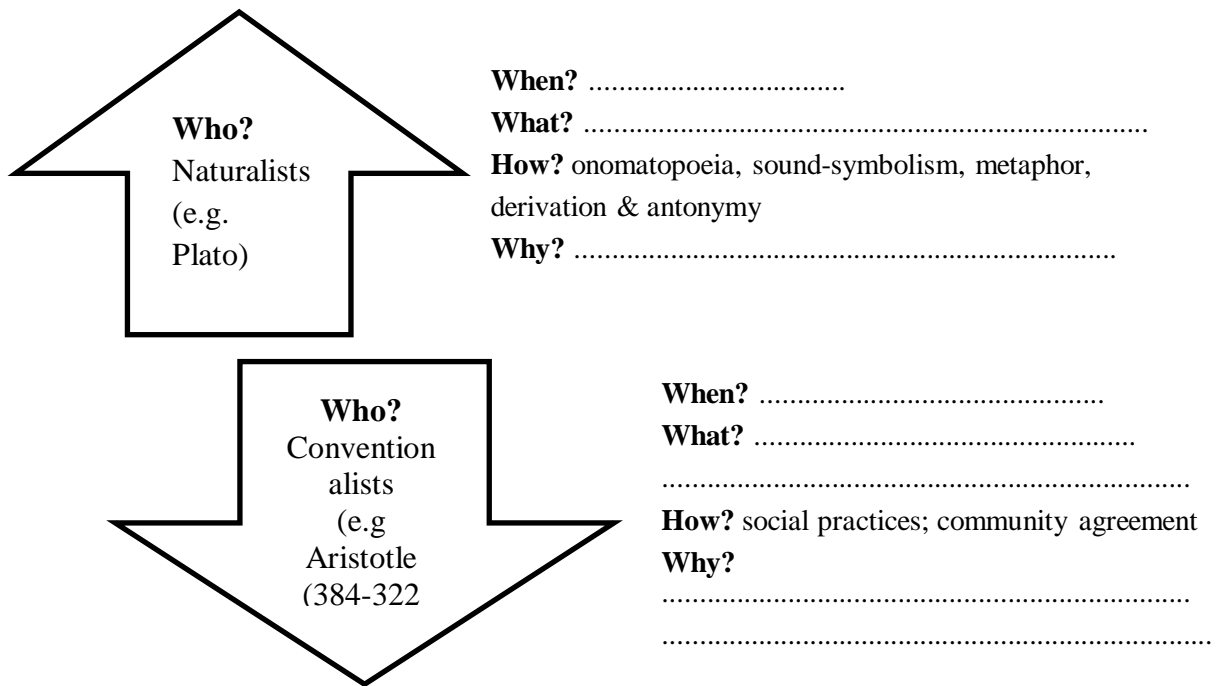 Who?
Naturalists
(e.g.
Plato)
When? .................................
What? .........................................................................
How? onomatopoeia, sound-symbolism, metaphor,
derivation & antonymy
Why? ......................................................................
Who?
Convention
alists
(e.g
Aristotle
(384-322
When? .............................................
What? .................................................
....................................................................
How? social practices; community agreement
Why?
....................................................................
.......................................................................